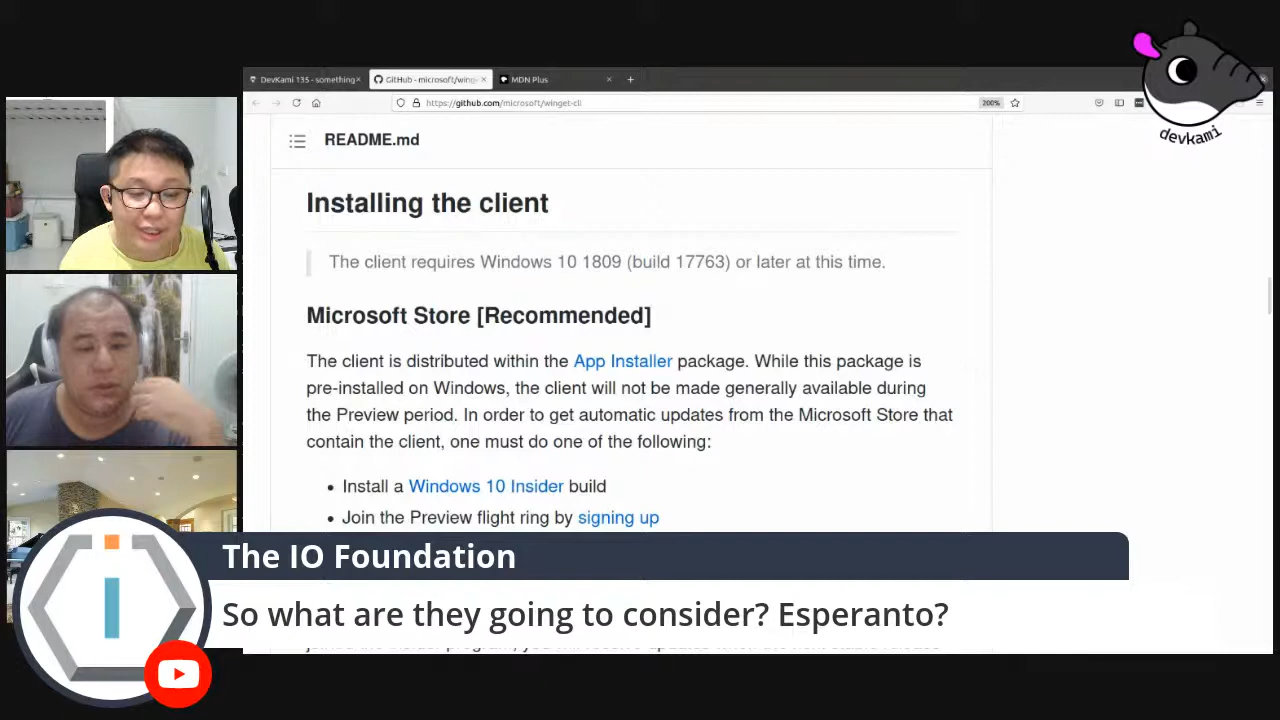 DevKami 135 - something
GitHub - microsoft/wing
MDN Plus
https://github.com/microsoft/winget-cli
200%
devkami
README.md
Installing the client
The client requires Windows 10 1809 (build 17763) or later at this time.
Microsoft Store [Recommended]
The client is distributed within the App Installer package. While this package is
pre-installed on Windows, the client will not be made generally available during
the Preview period. In order to get automatic updates from the Microsoft Store that
contain the client, one must do one of the following:
Install a Windows 10 Insider build
Join the Preview flight ring by signing up
The IO Foundation
So what are they going to consider? Esperanto?